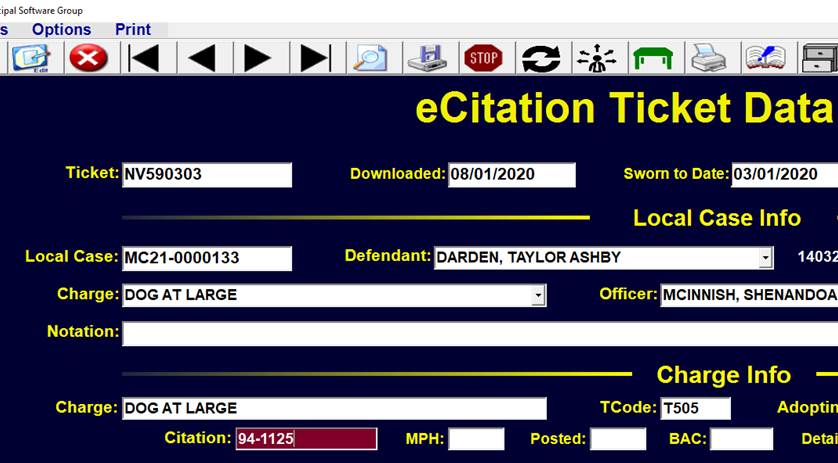 cipal Software Group
s Options Print
Edit STOP
eCitation Ticket Data
Ticket: NV590303 Downloaded: 08/01/2020 Sworn to Date: 03/01/2020
Local Case Info
Local Case: MC21-0000133 Defendant: DARDEN, TAYLOR ASHBY 14032
Charge: DOG AT LARGE Officer: MCINNISH, SHENANDOA
Notation:
Charge Info
Charge: DOG AT LARGE TCode: T505 Adoptin
Citation: 94-1125 MPH: Posted: BAC: Detai